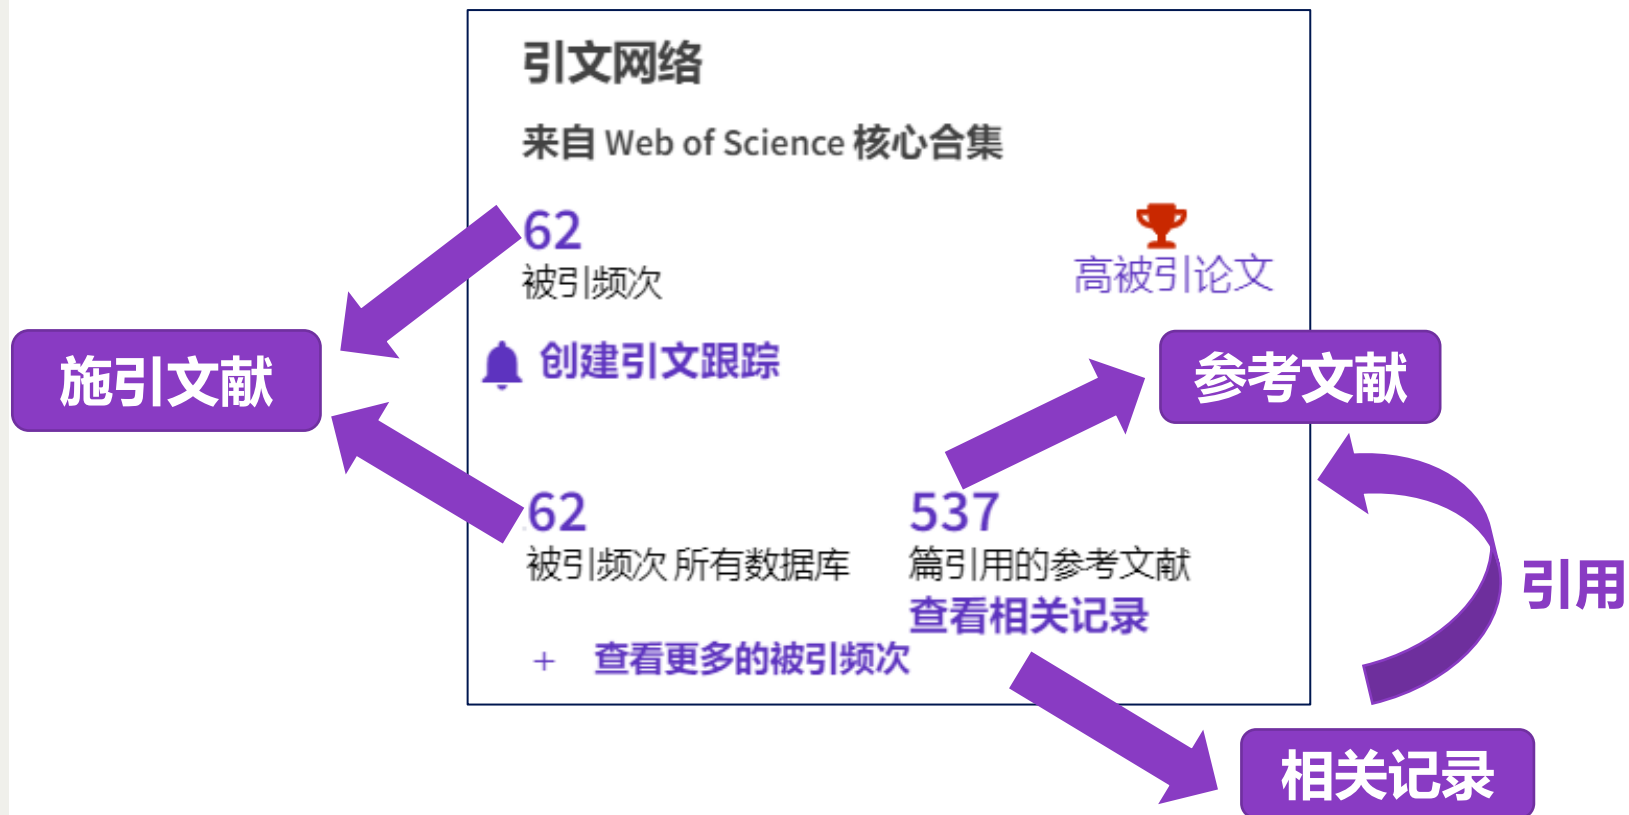 引文网络
来自 Web of Science 核心合集
62
被引频次
高被引论文
创建引文跟踪
施引文献
参考文献
62
被引频次 所有数据库
537
篇引用的参考文献
查看相关记录
+ 查看更多的被引频次
引用
相关记录